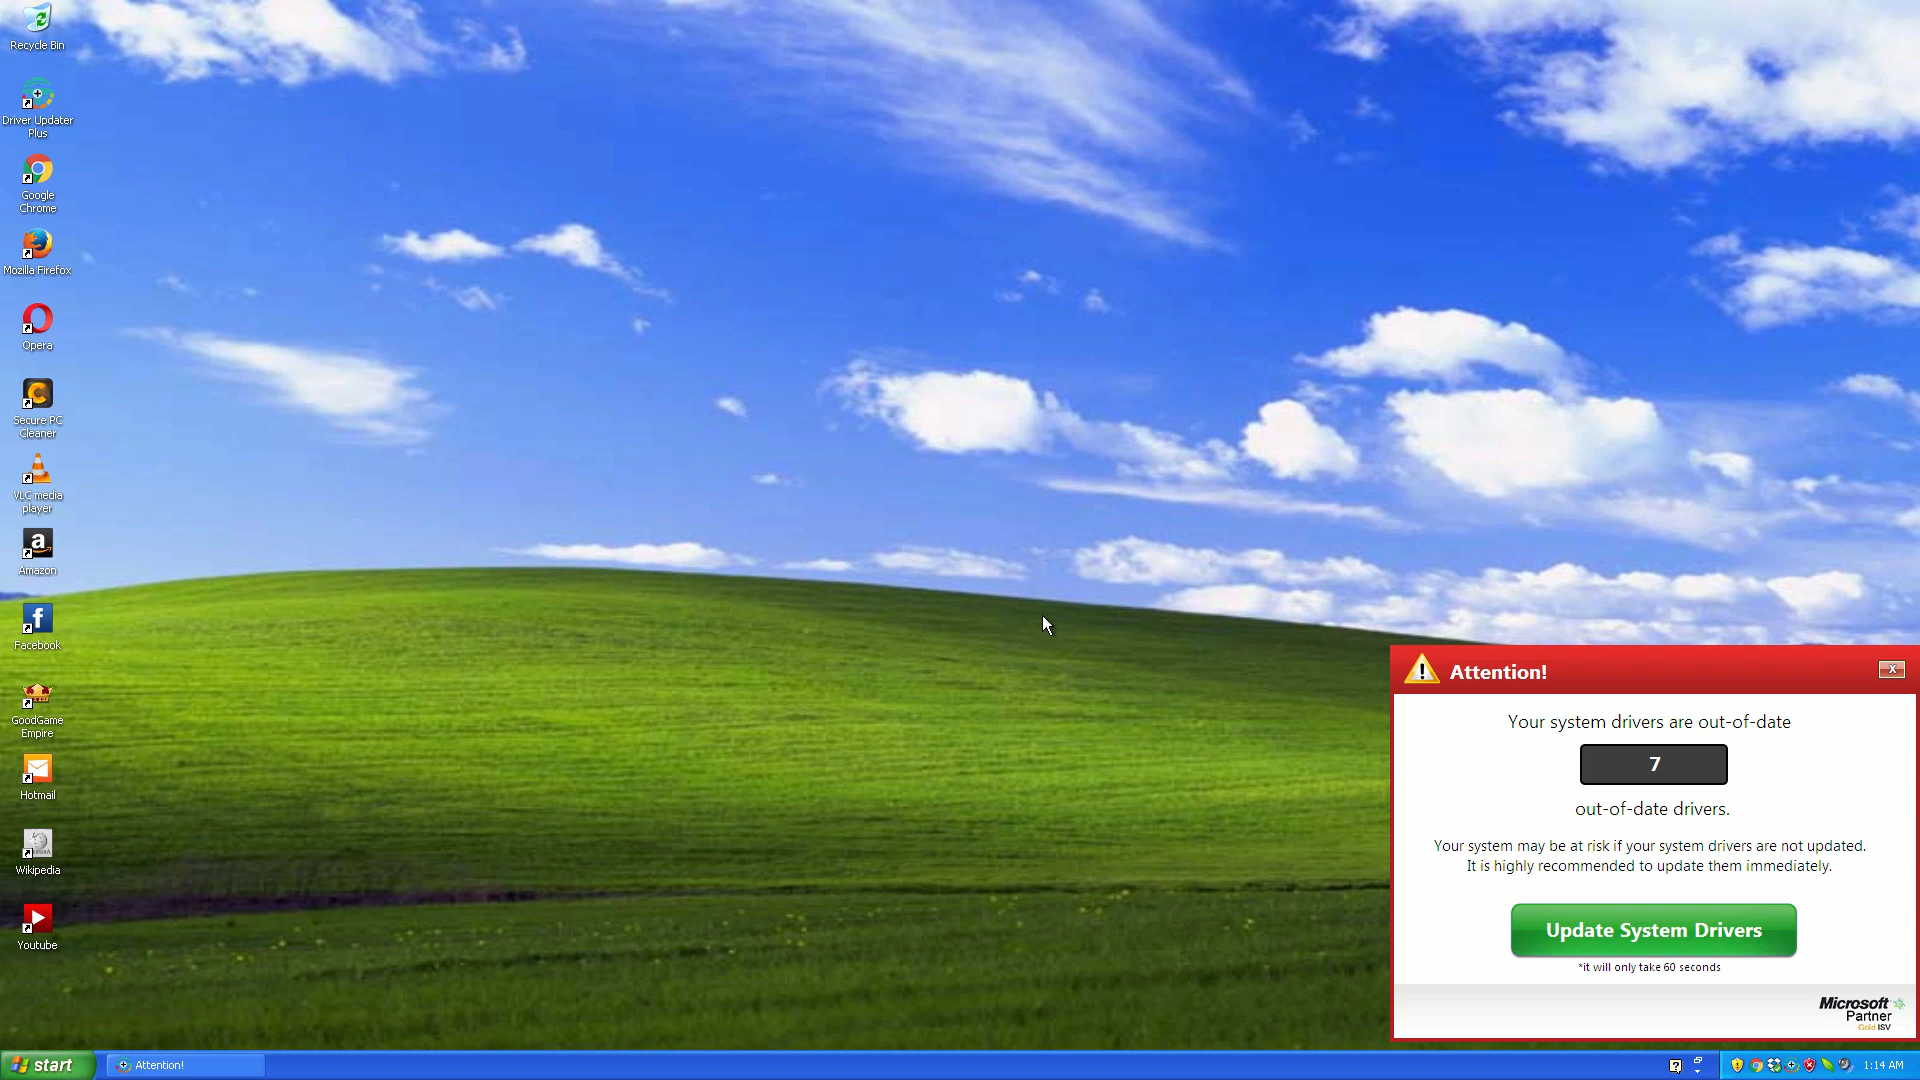 Recycle Bin
Driver Updater
Plus
Google
Chrome
Mozilla Firefox
Opera
Secure PC
Cleaner
VLC media
player
Amazon
Facebook
GoodGame
Empire
Hotmail
Wikipedia
Youtube
Attention!
x
Your system drivers are out-of-date
7
out-of-date drivers.
Your system may be at risk if your system drivers are not updated.
It is highly recommended to update them immediately.
Update System Drivers
*it will only take 60 seconds
Microsoft
Partner
Gold ISV
start
Attention!
1:14 AM